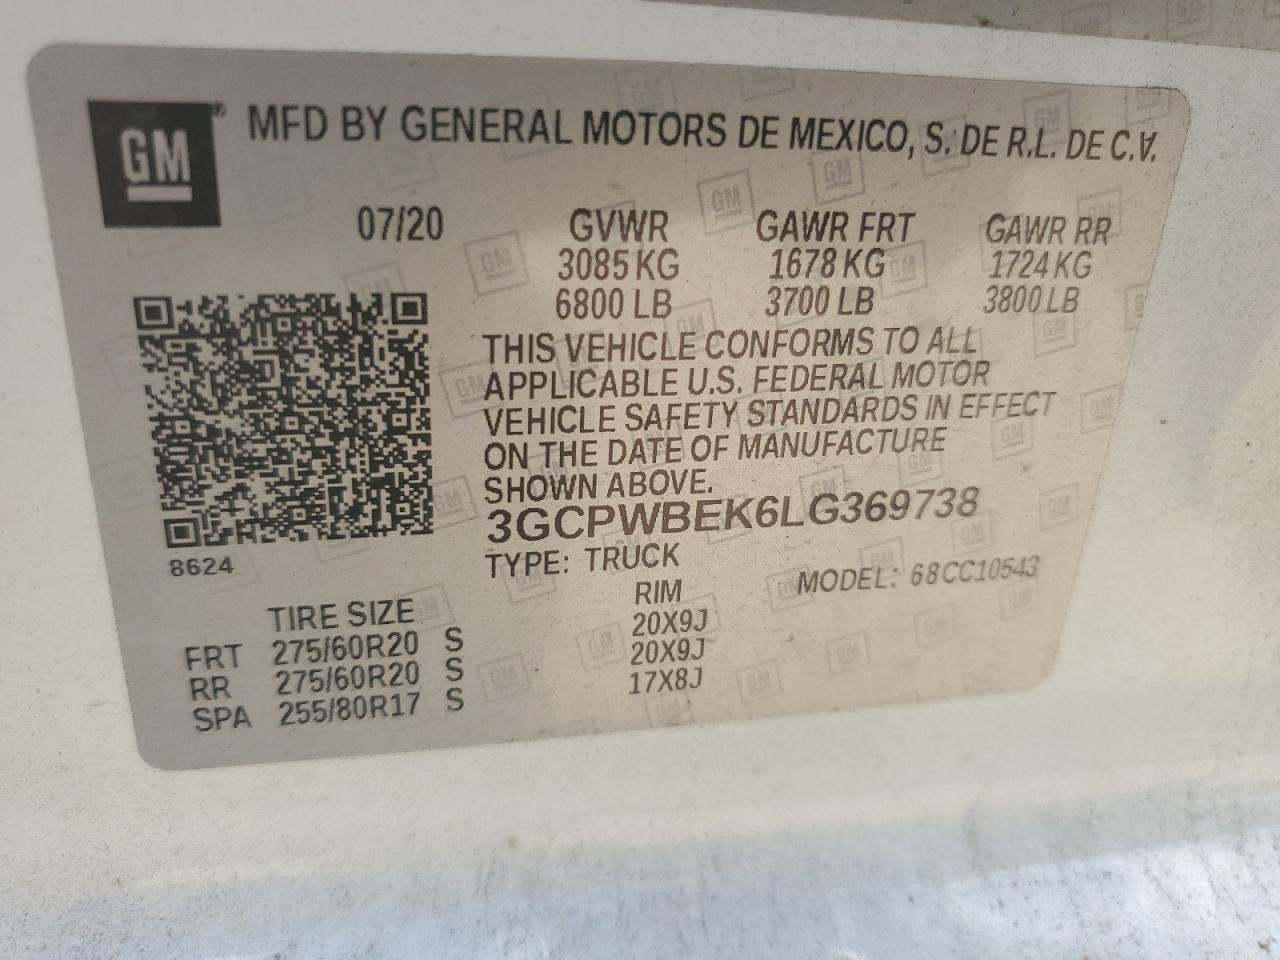 GM® MFD BY GENERAL MOTORS DE MEXICO, S. DE R.L. DE C.V.
07/20 GVWR GAWR FRT GAWR RR
3085 KG 1678 KG 1724 KG
6800 LB 3700 LB 3800 LB
THIS VEHICLE CONFORMS TO ALL
APPLICABLE U.S. FEDERAL MOTOR
VEHICLE SAFETY STANDARDS IN EFFECT
ON THE DATE OF MANUFACTURE
SHOWN ABOVE.
3GCPWBEK6LG369738
8624 TYPE: TRUCK MODEL: 68CC10543
TIRE SIZE RIM
FRT 275/60R20 S 20X9J
RR 275/60R20 S 20X9J
SPA 255/80R17 S 17X8J